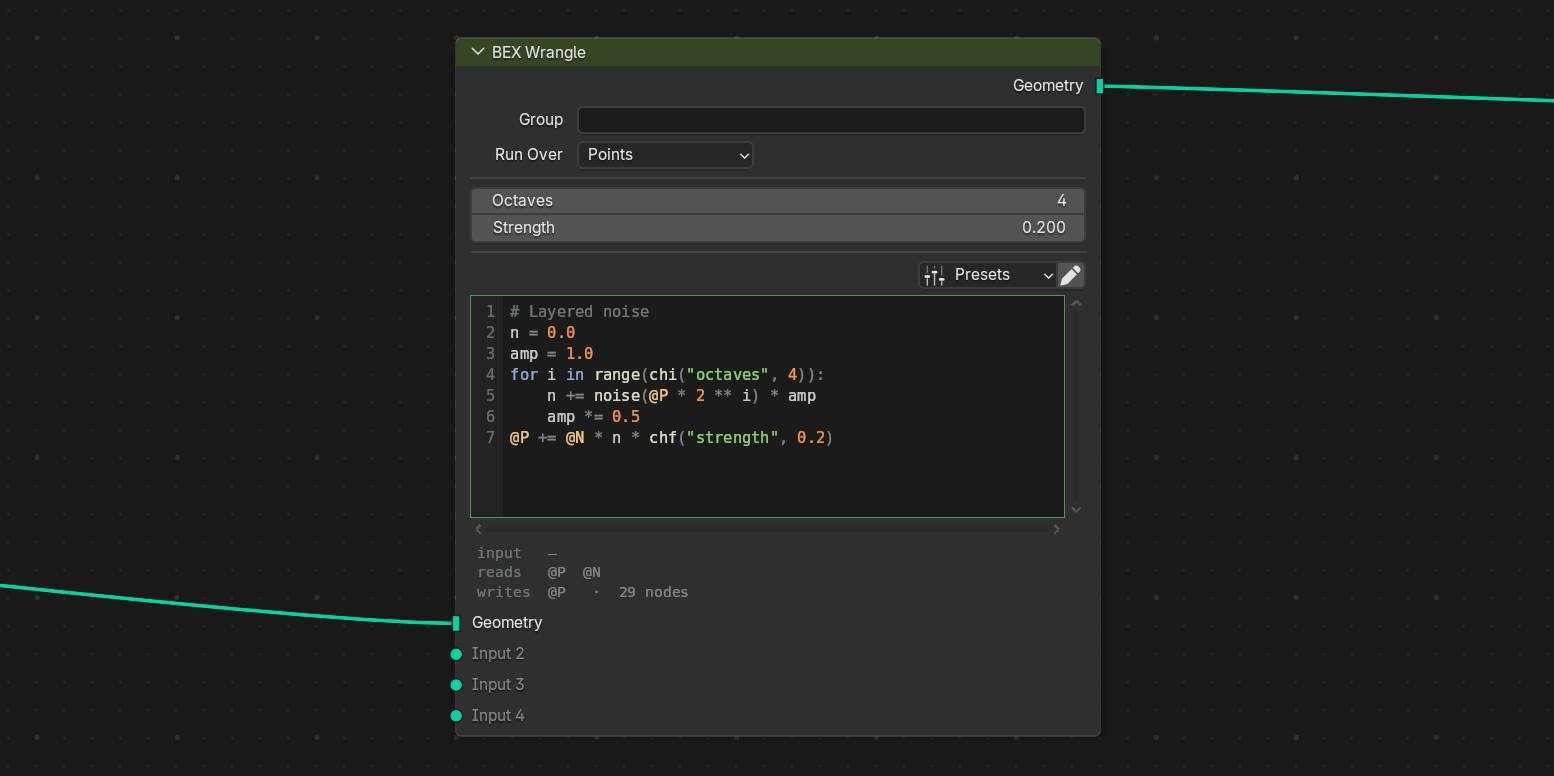 BEX Wrangle
Geometry
Group
Run Over Points
Octaves 4
Strength 0.200
Presets
1 # Layered noise
2 n = 0.0
3 amp = 1.0
4 for i in range(chi("octaves", 4)):
5     n += noise(@P * 2 ** i) * amp
6     amp *= 0.5
7 @P += @N * n * chf("strength", 0.2)
input –
reads @P @N
writes @P · 29 nodes
Geometry
Input 2
Input 3
Input 4